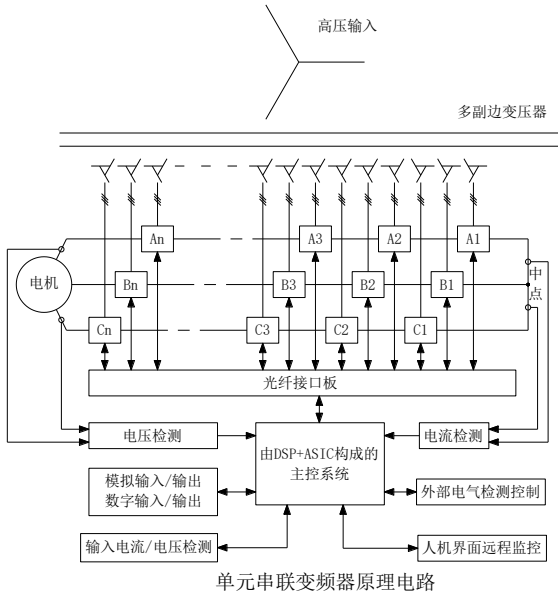 高压输入
多副边变压器
An
A3
A2
A1
电机
Bn
B3
B2
B1
中点
Cn
C3
C2
C1
光纤接口板
电压检测
由DSP+ASIC构成的
主控系统
电流检测
模拟输入/输出
数字输入/输出
外部电气检测控制
输入电流/电压检测
人机界面远程监控
单元串联变频器原理电路